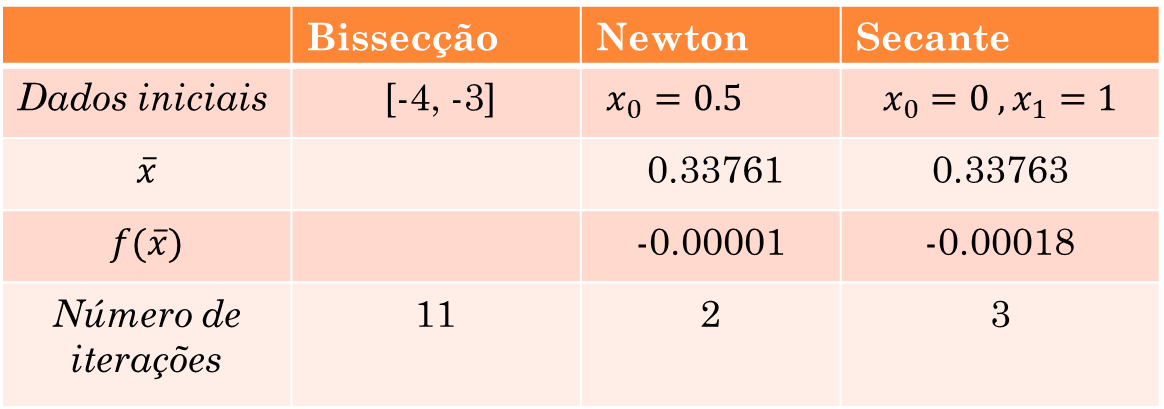 Bissecção Newton Secante
Dados iniciais [-4, -3] x₀ = 0.5 x₀ = 0 , x₁ = 1
x̄ 0.33761 0.33763
f(x̄) -0.00001 -0.00018
Número de 11 2 3
iterações